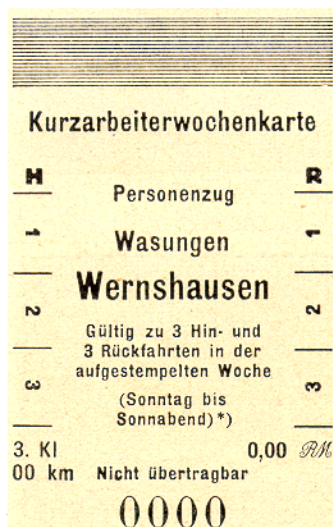 Kurzarbeiterwochenkarte
H R
Personenzug
1 1
Wasungen
Wernshausen
2 2
Gültig zu 3 Hin- und
3 Rückfahrten in der
aufgestempelten Woche
3 3
(Sonntag bis
Sonnabend)*)
3. Kl 0,00 RM
00 km Nicht übertragbar
0000